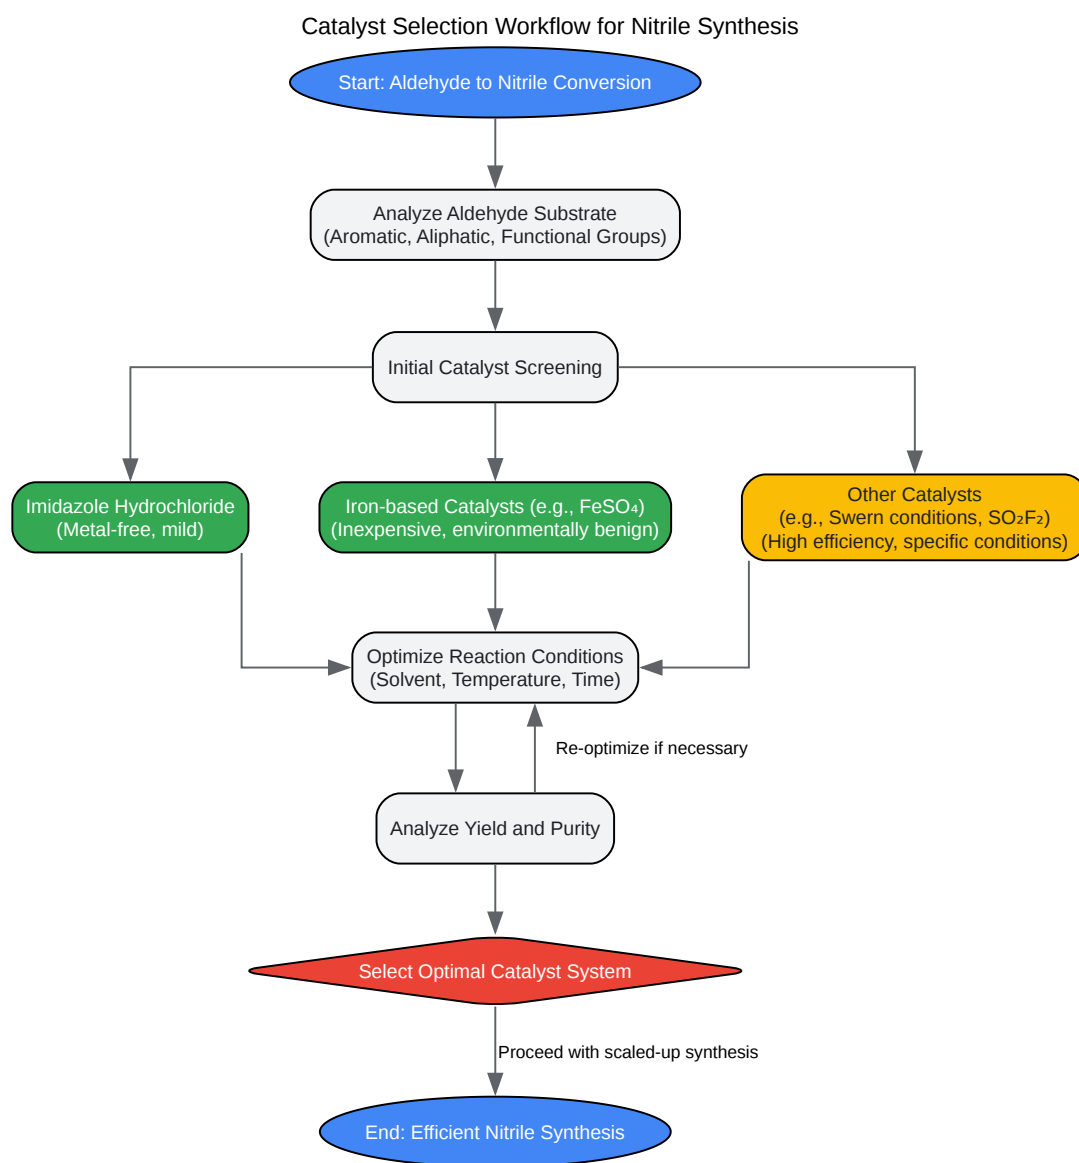 Catalyst Selection Workflow for Nitrile Synthesis
Start: Aldehyde to Nitrile Conversion
Analyze Aldehyde Substrate
(Aromatic, Aliphatic, Functional Groups)
Initial Catalyst Screening
Imidazole Hydrochloride
(Metal-free, mild)
Iron-based Catalysts (e.g., FeSO₄)
(Inexpensive, environmentally benign)
Other Catalysts
(e.g., Swern conditions, SO₂F₂)
(High efficiency, specific conditions)
Optimize Reaction Conditions
(Solvent, Temperature, Time)
Re-optimize if necessary
Analyze Yield and Purity
Select Optimal Catalyst System
Proceed with scaled-up synthesis
End: Efficient Nitrile Synthesis